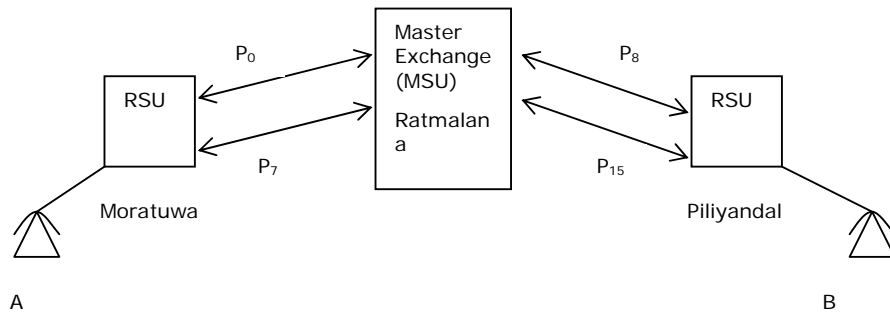 P0
Master
Exchange
(MSU)
Ratmalan
a
P8
RSU
RSU
P7
P15
Moratuwa
Piliyandal
A
B